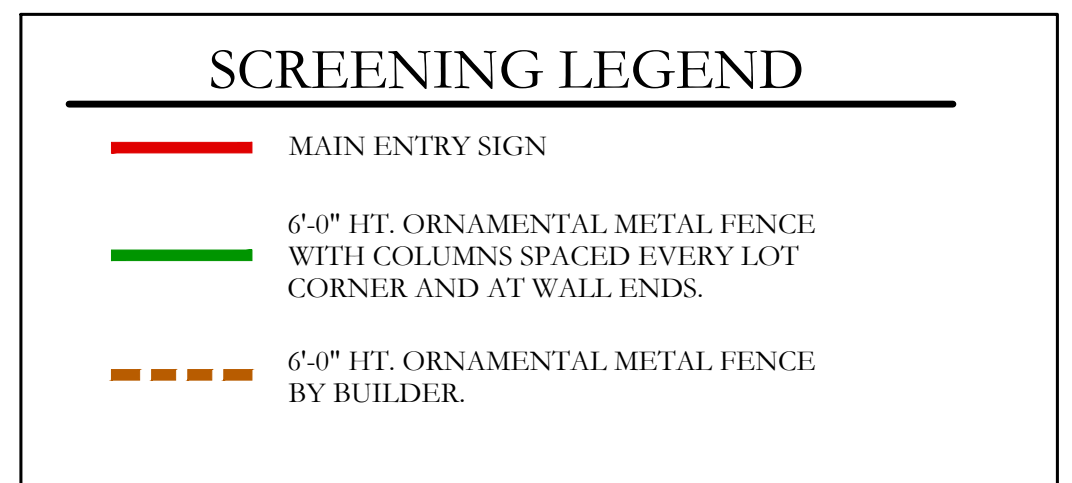 SCREENING LEGEND
MAIN ENTRY SIGN
6'-0" HT. ORNAMENTAL METAL FENCE
WITH COLUMNS SPACED EVERY LOT
CORNER AND AT WALL ENDS.
6'-0" HT. ORNAMENTAL METAL FENCE
BY BUILDER.